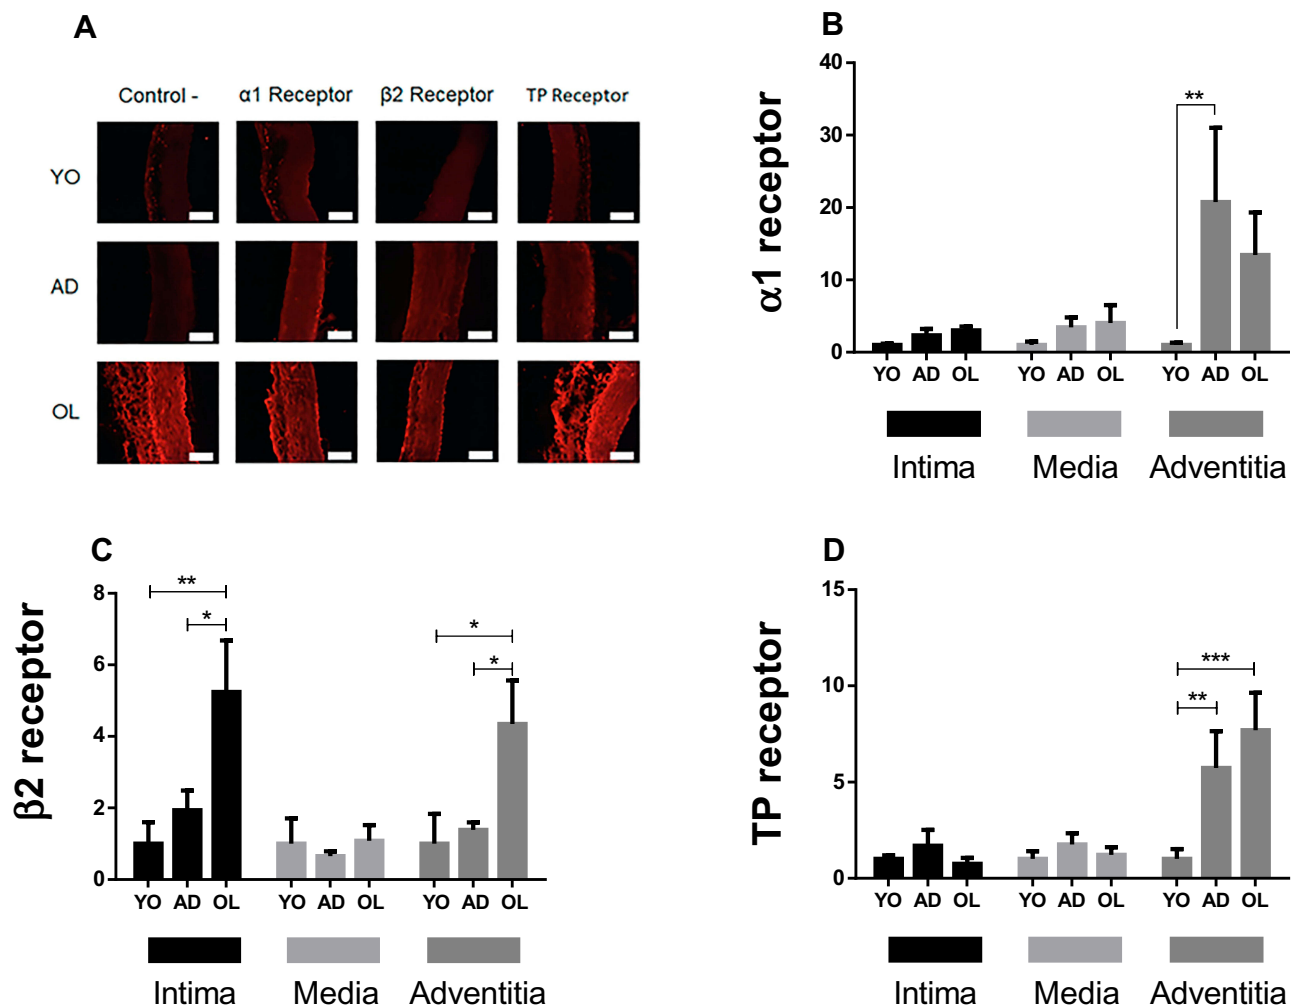 A
Control - α1 Receptor β2 Receptor TP Receptor
YO
AD
OL
B
α1 receptor
40
30
20
10
0
**
YO AD OL YO AD OL YO AD OL
Intima Media Adventitia
C
β2 receptor
8
6
4
2
0
**
*
*
*
YO AD OL YO AD OL YO AD OL
Intima Media Adventitia
D
TP receptor
15
10
5
0
***
**
YO AD OL YO AD OL YO AD OL
Intima Media Adventitia